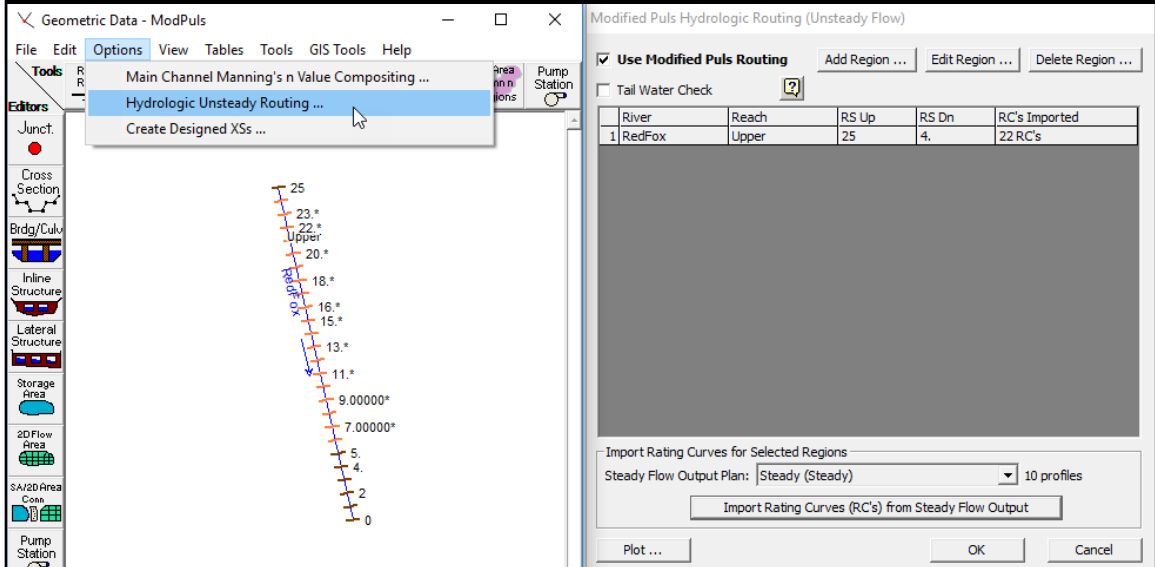 Geometric Data - ModPuls
File Edit Options View Tables Tools GIS Tools Help
Tools
Editors
R
R
Main Channel Manning's n Value Compositing ...
Hydrologic Unsteady Routing ...
Create Designed XSs ...
Area
nn n
ions
Pump
Station
Junct.
Cross
Section
Brdg/Culv
Inline
Structure
Lateral
Structure
Storage
Area
2D Flow
Area
SA/2D Area
Conn
Pump
Station
25
23.*
22.*
Upper
20.*
18.*
RedFox
16.*
15.*
13.*
11.*
9.00000*
7.00000*
5.
4.
2
0
Modified Puls Hydrologic Routing (Unsteady Flow)
Use Modified Puls Routing Add Region ... Edit Region ... Delete Region ...
Tail Water Check ?
River Reach RS Up RS Dn RC's Imported
1 RedFox Upper 25 4. 22 RC's
Import Rating Curves for Selected Regions
Steady Flow Output Plan: Steady (Steady) 10 profiles
Import Rating Curves (RC's) from Steady Flow Output
Plot ... OK Cancel